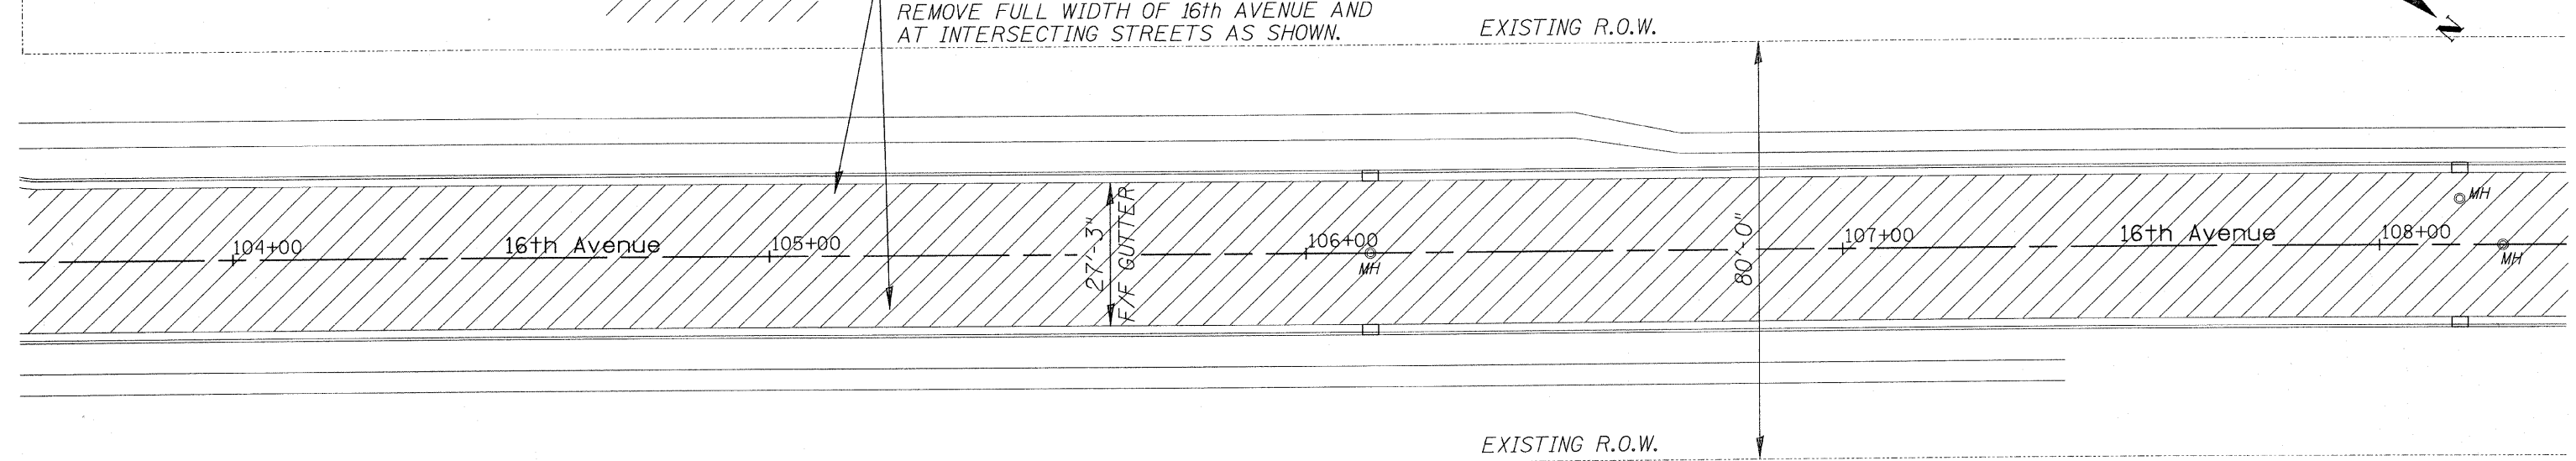 REMOVE FULL WIDTH OF 16th AVENUE AND
AT INTERSECTING STREETS AS SHOWN.
EXISTING R.O.W.
N
MH
104+00
16th Avenue
105+00
27'-3"
F/F GUTTER
106+00
MH
80'-0"
107+00
16th Avenue
108+00
MH
EXISTING R.O.W.